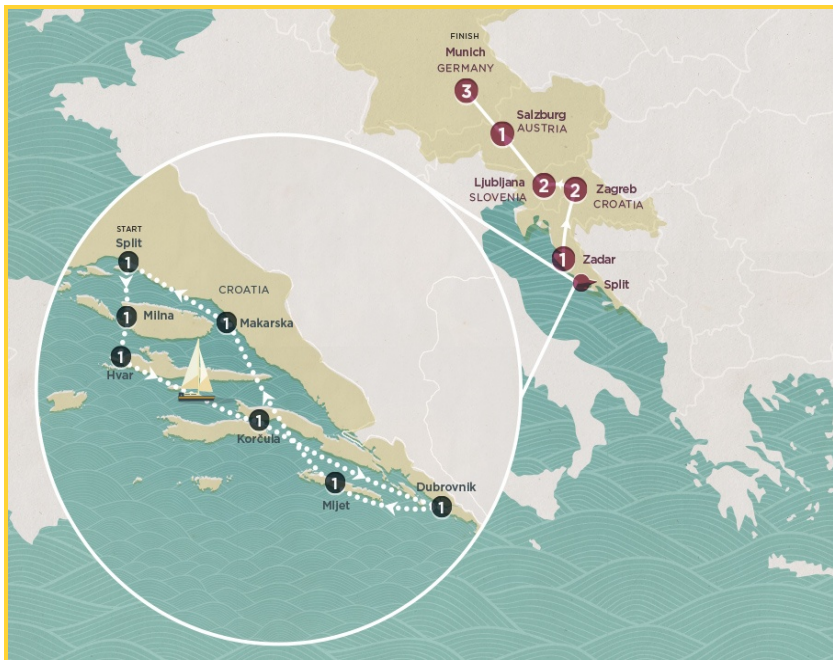 FINISH
Munich
GERMANY
3
Salzburg
1
AUSTRIA
Ljubljana
SLOVENIA
2
2
Zagreb
CROATIA
1
Zadar
Split
START
Split
1
CROATIA
1
Milna
1
Makarska
1
Hvar
1
Korčula
1
Mijet
Dubrovnik
1